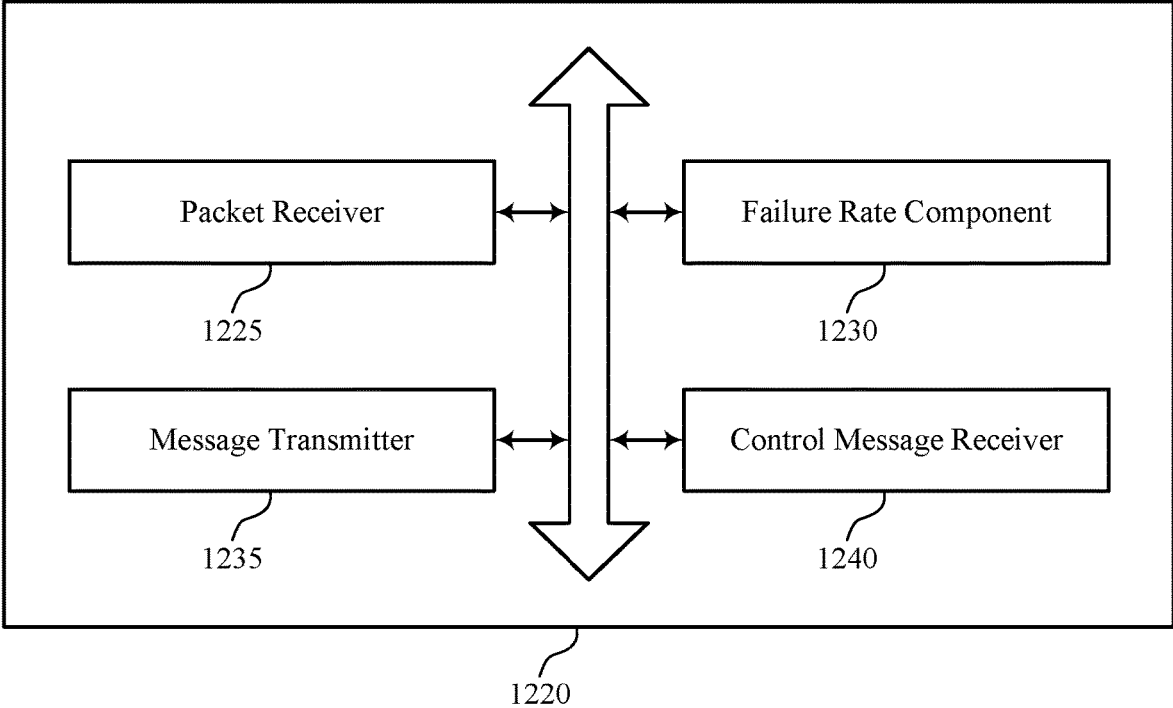 Packet Receiver
Failure Rate Component
1225
1230
Message Transmitter
Control Message Receiver
1235
1240
1220